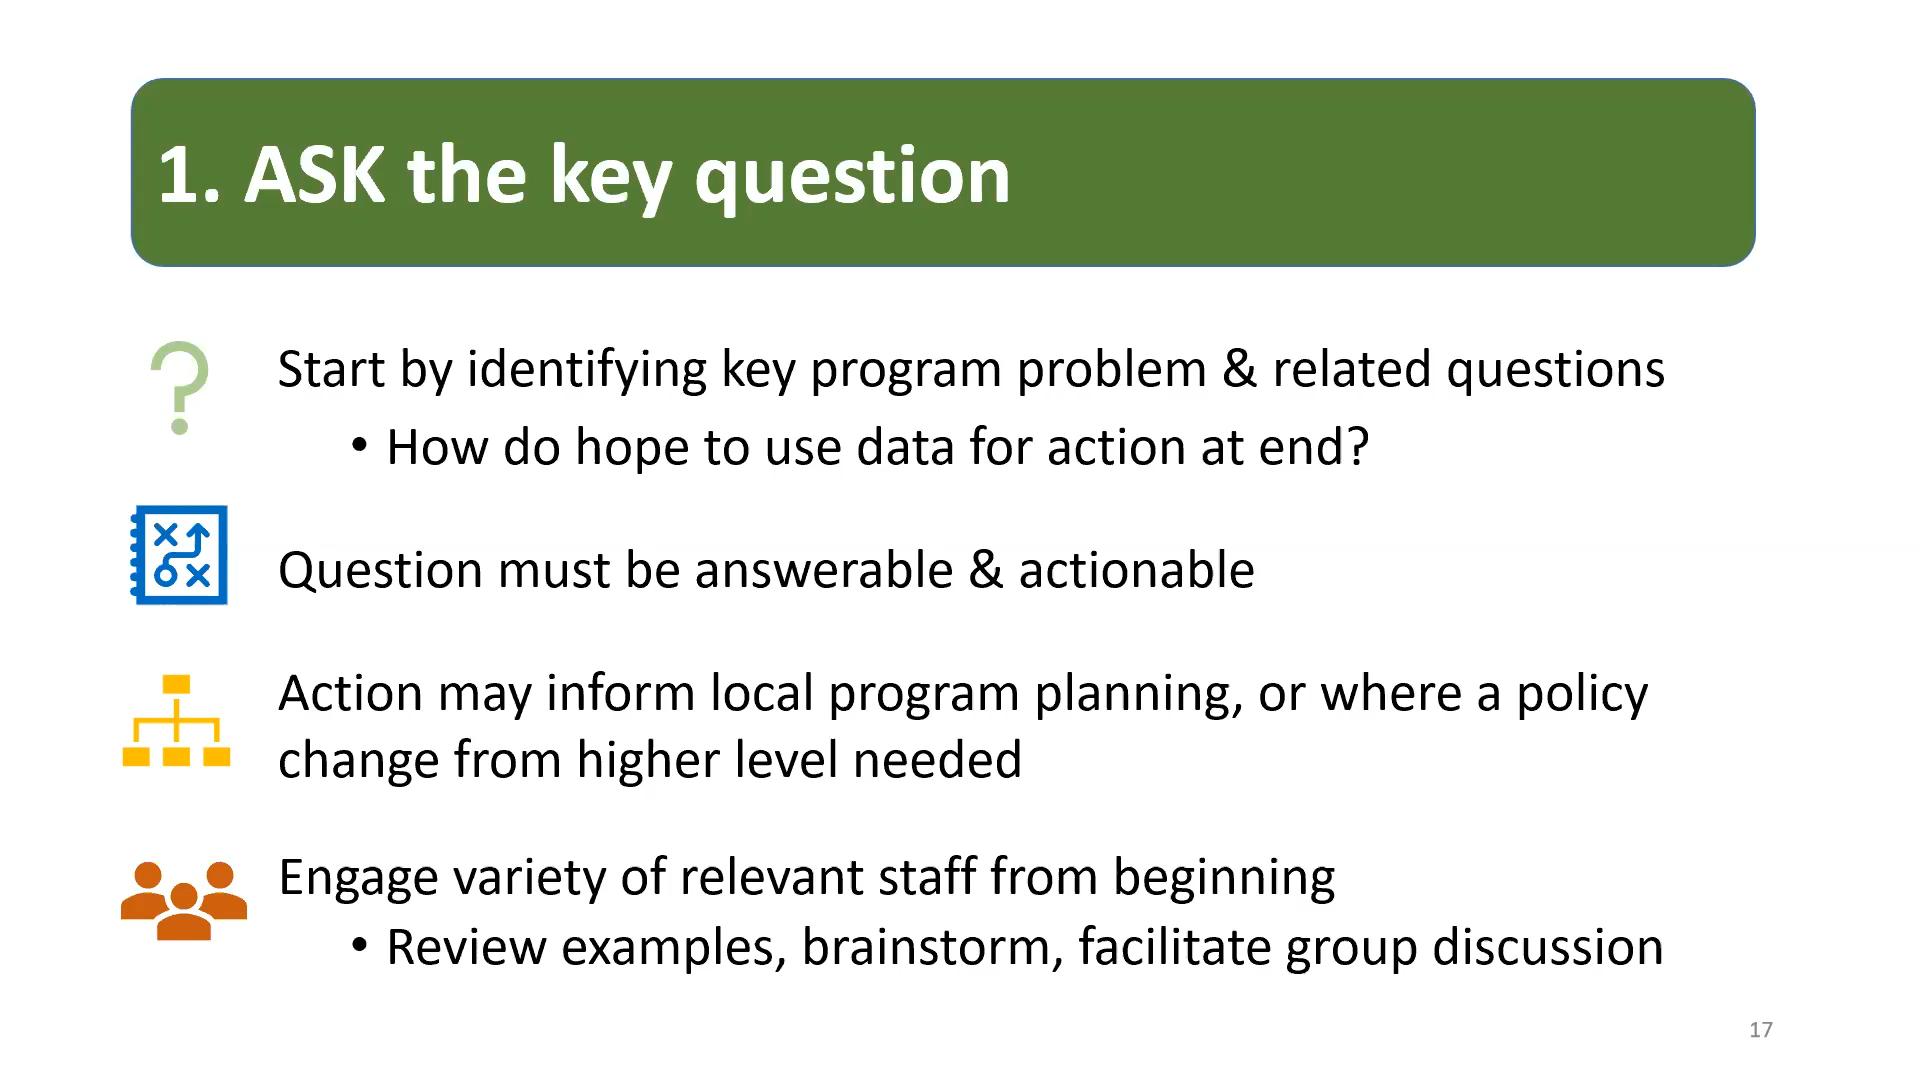 1. ASK the key question
Start by identifying key program problem & related questions
• How do hope to use data for action at end?
Question must be answerable & actionable
Action may inform local program planning, or where a policy
change from higher level needed
Engage variety of relevant staff from beginning
• Review examples, brainstorm, facilitate group discussion
17